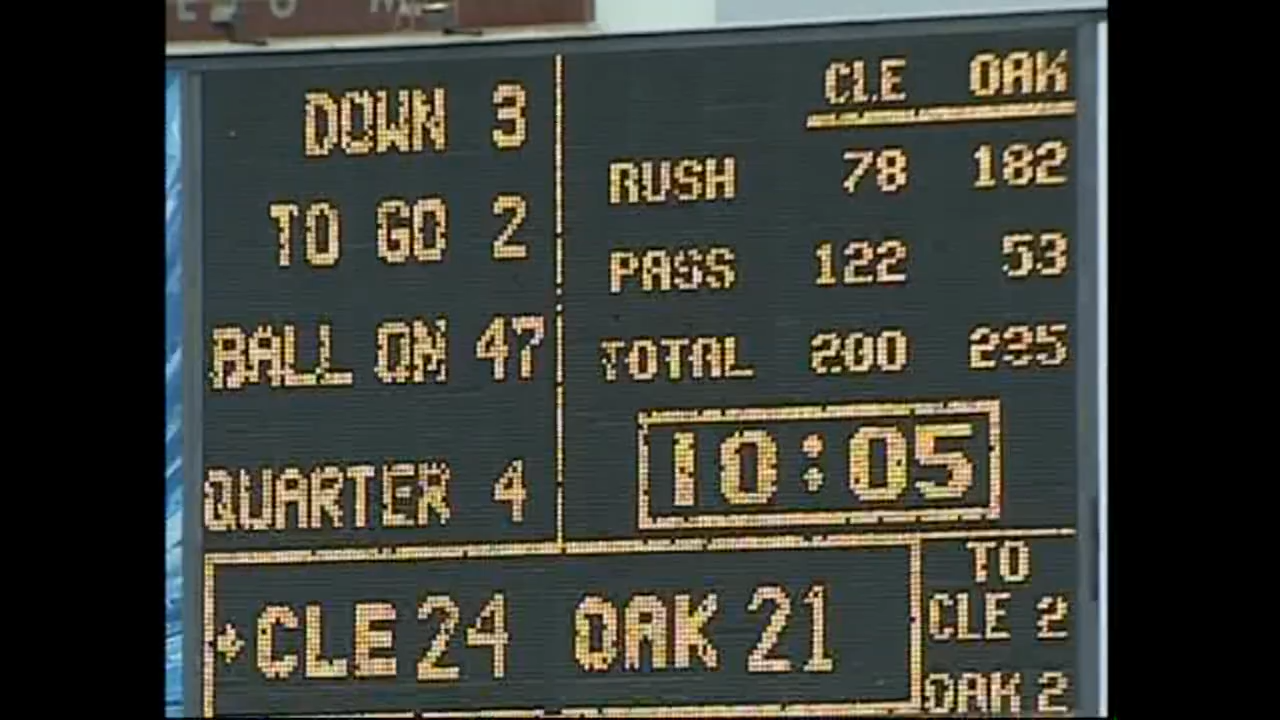 DOWN 3
TO GO 2
BALL ON 47
QUARTER 4
CLE OAK
RUSH 78 182
PASS 122 53
TOTAL 200 235
10:05
CLE 24 OAK 21
TO
CLE 2
OAK 2